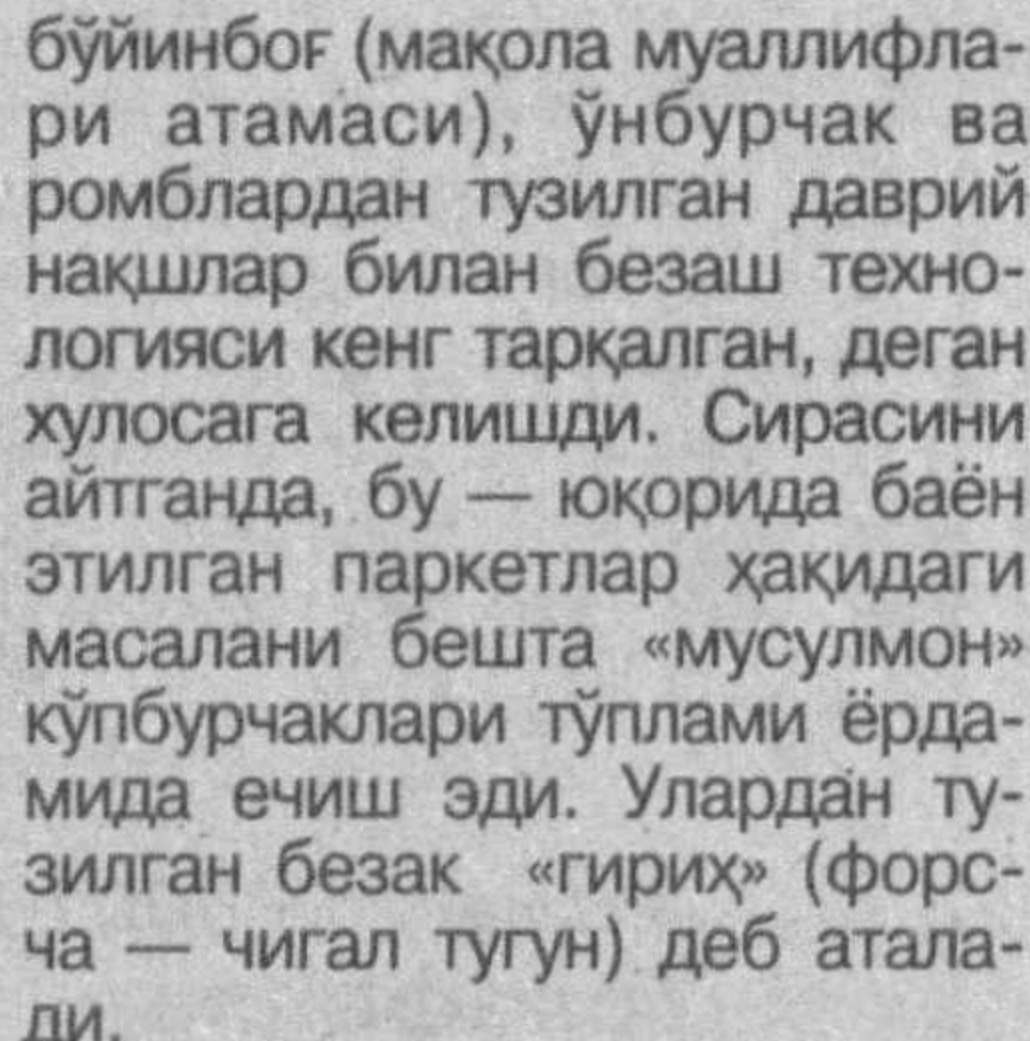 бўйинбоғ (мақола муаллифла-
ри атамаси), ўнбурчак ва
ромблардан тузилган даврий
нақшлар билан безаш техно-
логияси кенг тарқалган, деган
хулосага келишди. Сирасини
айтганда, бу — юқорида баён
этилган паркетлар ҳақидаги
масалани бешта «мусулмон»
кўпбурчаклари тўплами ёрда-
мида ечиш эди. Улардан ту-
зилган безак «гириҳ» (форс-
ча — чигал тугун) деб атала-
ди.